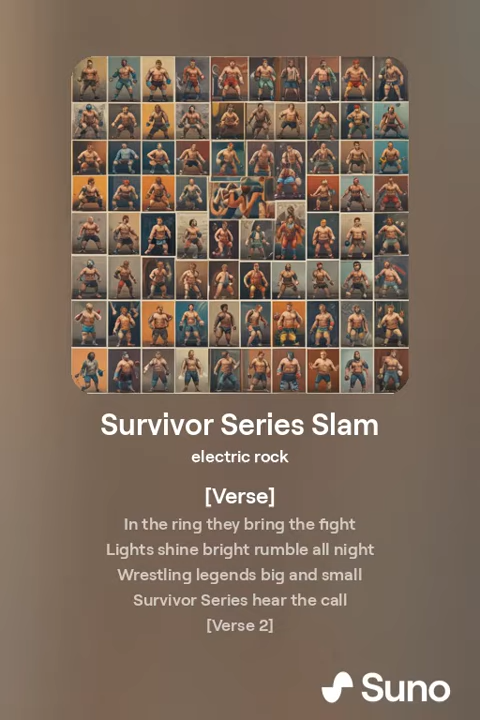 Survivor Series Slam
electric rock
[Verse]
In the ring they bring the fight
Lights shine bright rumble all night
Wrestling legends big and small
Survivor Series hear the call
[Verse 2]
Suno